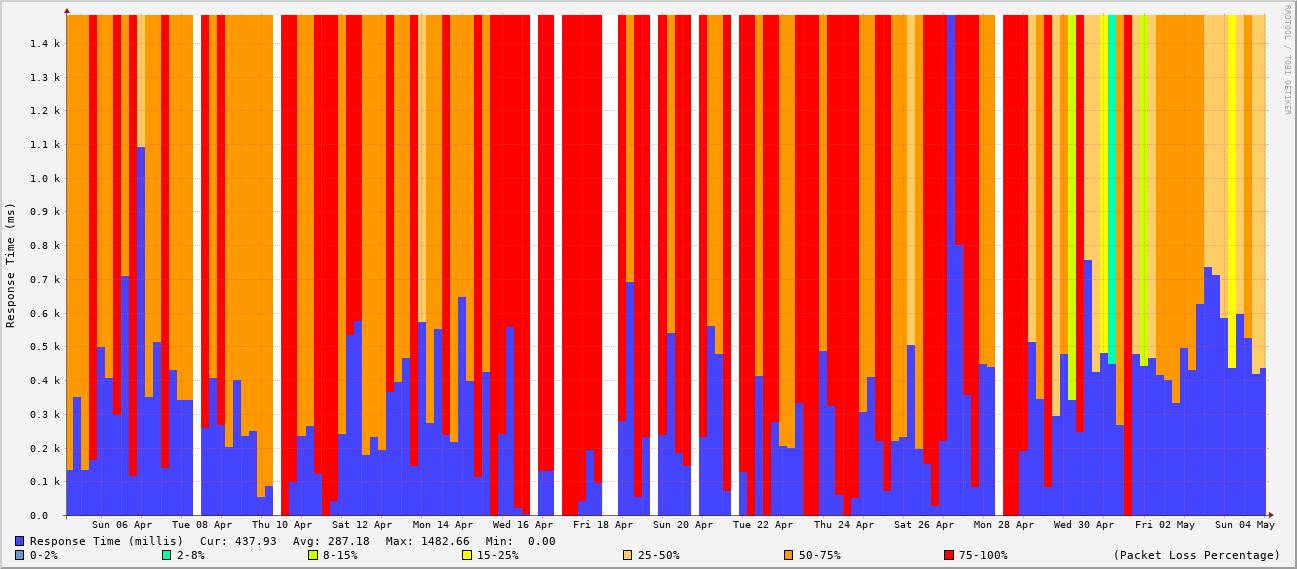 RRDTOOL / TOBI OETIKER
Response Time (ms)
1.4 k
1.3 k
1.2 k
1.1 k
1.0 k
0.9 k
0.8 k
0.7 k
0.6 k
0.5 k
0.4 k
0.3 k
0.2 k
0.1 k
0.0
Sun 06 Apr Tue 08 Apr Thu 10 Apr Sat 12 Apr Mon 14 Apr Wed 16 Apr Fri 18 Apr Sun 20 Apr Tue 22 Apr Thu 24 Apr Sat 26 Apr Mon 28 Apr Wed 30 Apr Fri 02 May Sun 04 May
Response Time (millis) Cur: 437.93 Avg: 287.18 Max: 1482.66 Min: 0.00
0-2% 2-8% 8-15% 15-25% 25-50% 50-75% 75-100% (Packet Loss Percentage)